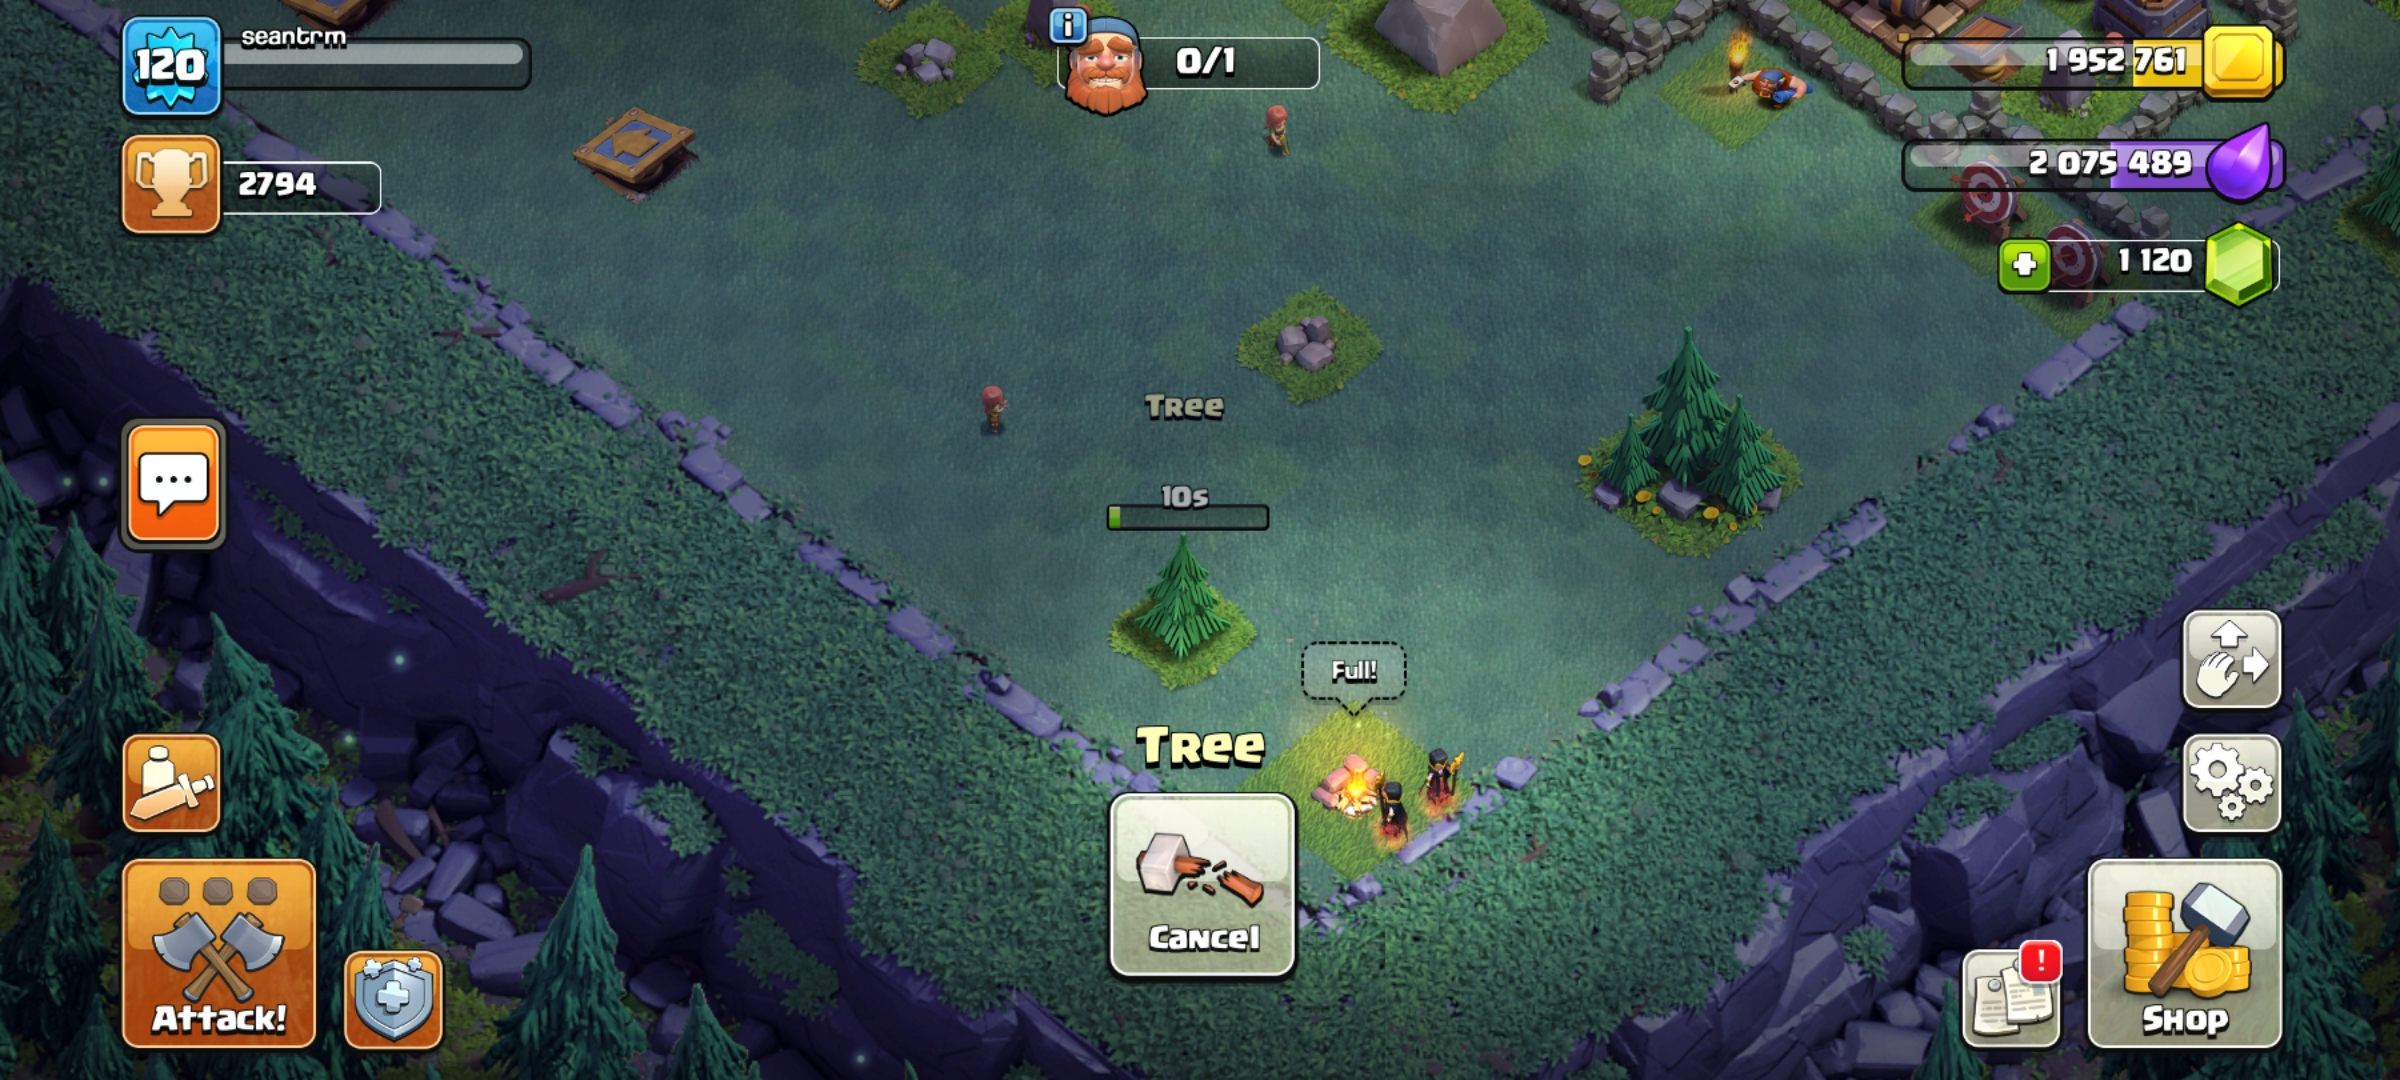 120
seantrm
0/1
1 952 761
2794
2 075 489
1 120
Tree
10s
Full!
Tree
Cancel
Attack!
!
Shop